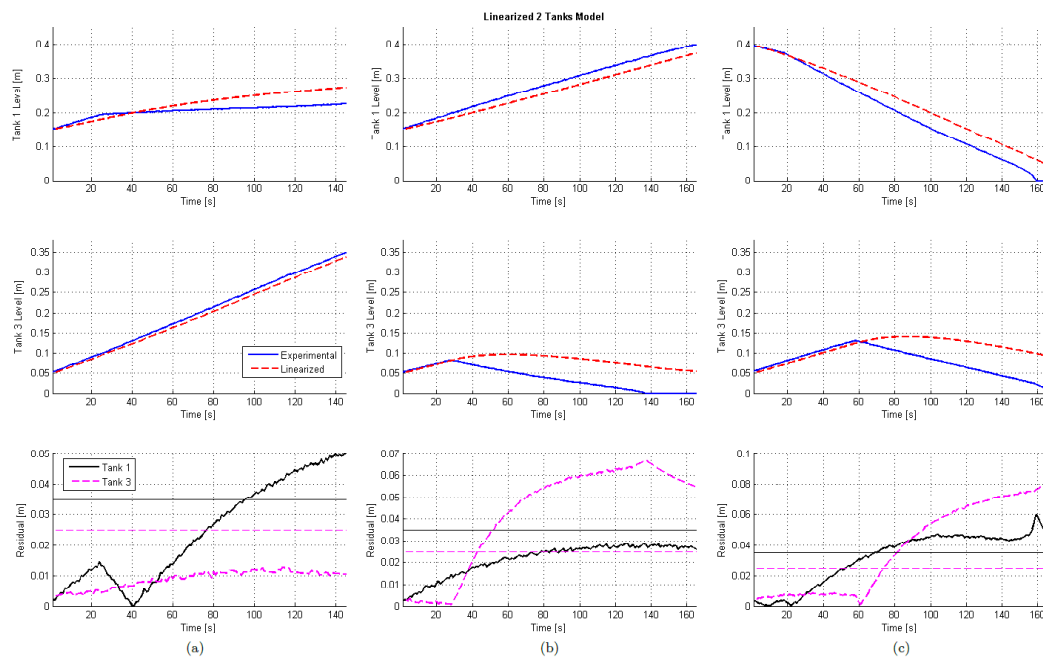 Linearized 2 Tanks Model
Tank 1 Level [m]
0.4
0.3
0.2
0.1
0
20 40 60 80 100 120 140
Time [s]
Tank 1 Level [m]
0.4
0.3
0.2
0.1
0
20 40 60 80 100 120 140 160
Time [s]
Tank 1 Level [m]
0.4
0.3
0.2
0.1
0
20 40 60 80 100 120 140 160
Time [s]
Tank 3 Level [m]
0.35
0.3
0.25
0.2
0.15
0.1
0.05
0
Experimental
Linearized
20 40 60 80 100 120 140
Time [s]
Tank 3 Level [m]
0.35
0.3
0.25
0.2
0.15
0.1
0.05
0
20 40 60 80 100 120 140 160
Time [s]
Tank 3 Level [m]
0.35
0.3
0.25
0.2
0.15
0.1
0.05
0
20 40 60 80 100 120 140 160
Time [s]
Residual [m]
0.05
0.04
0.03
0.02
0.01
0
Tank 1
Tank 3
20 40 60 80 100 120 140
Time [s]
(a)
Residual [m]
0.07
0.06
0.05
0.04
0.03
0.02
0.01
0
20 40 60 80 100 120 140 160
Time [s]
(b)
Residual [m]
0.1
0.08
0.06
0.04
0.02
0
20 40 60 80 100 120 140 160
Time [s]
(c)